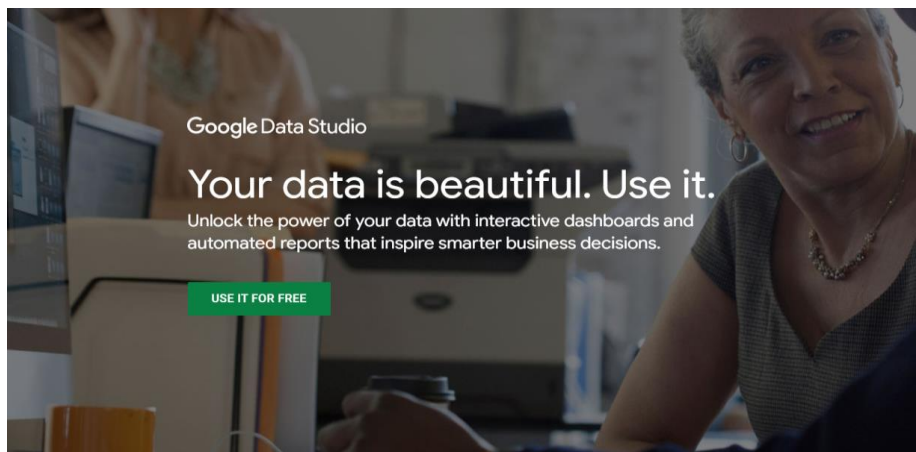 Google Data Studio
Your data is beautiful. Use it.
Unlock the power of your data with interactive dashboards and
automated reports that inspire smarter business decisions.
USE IT FOR FREE